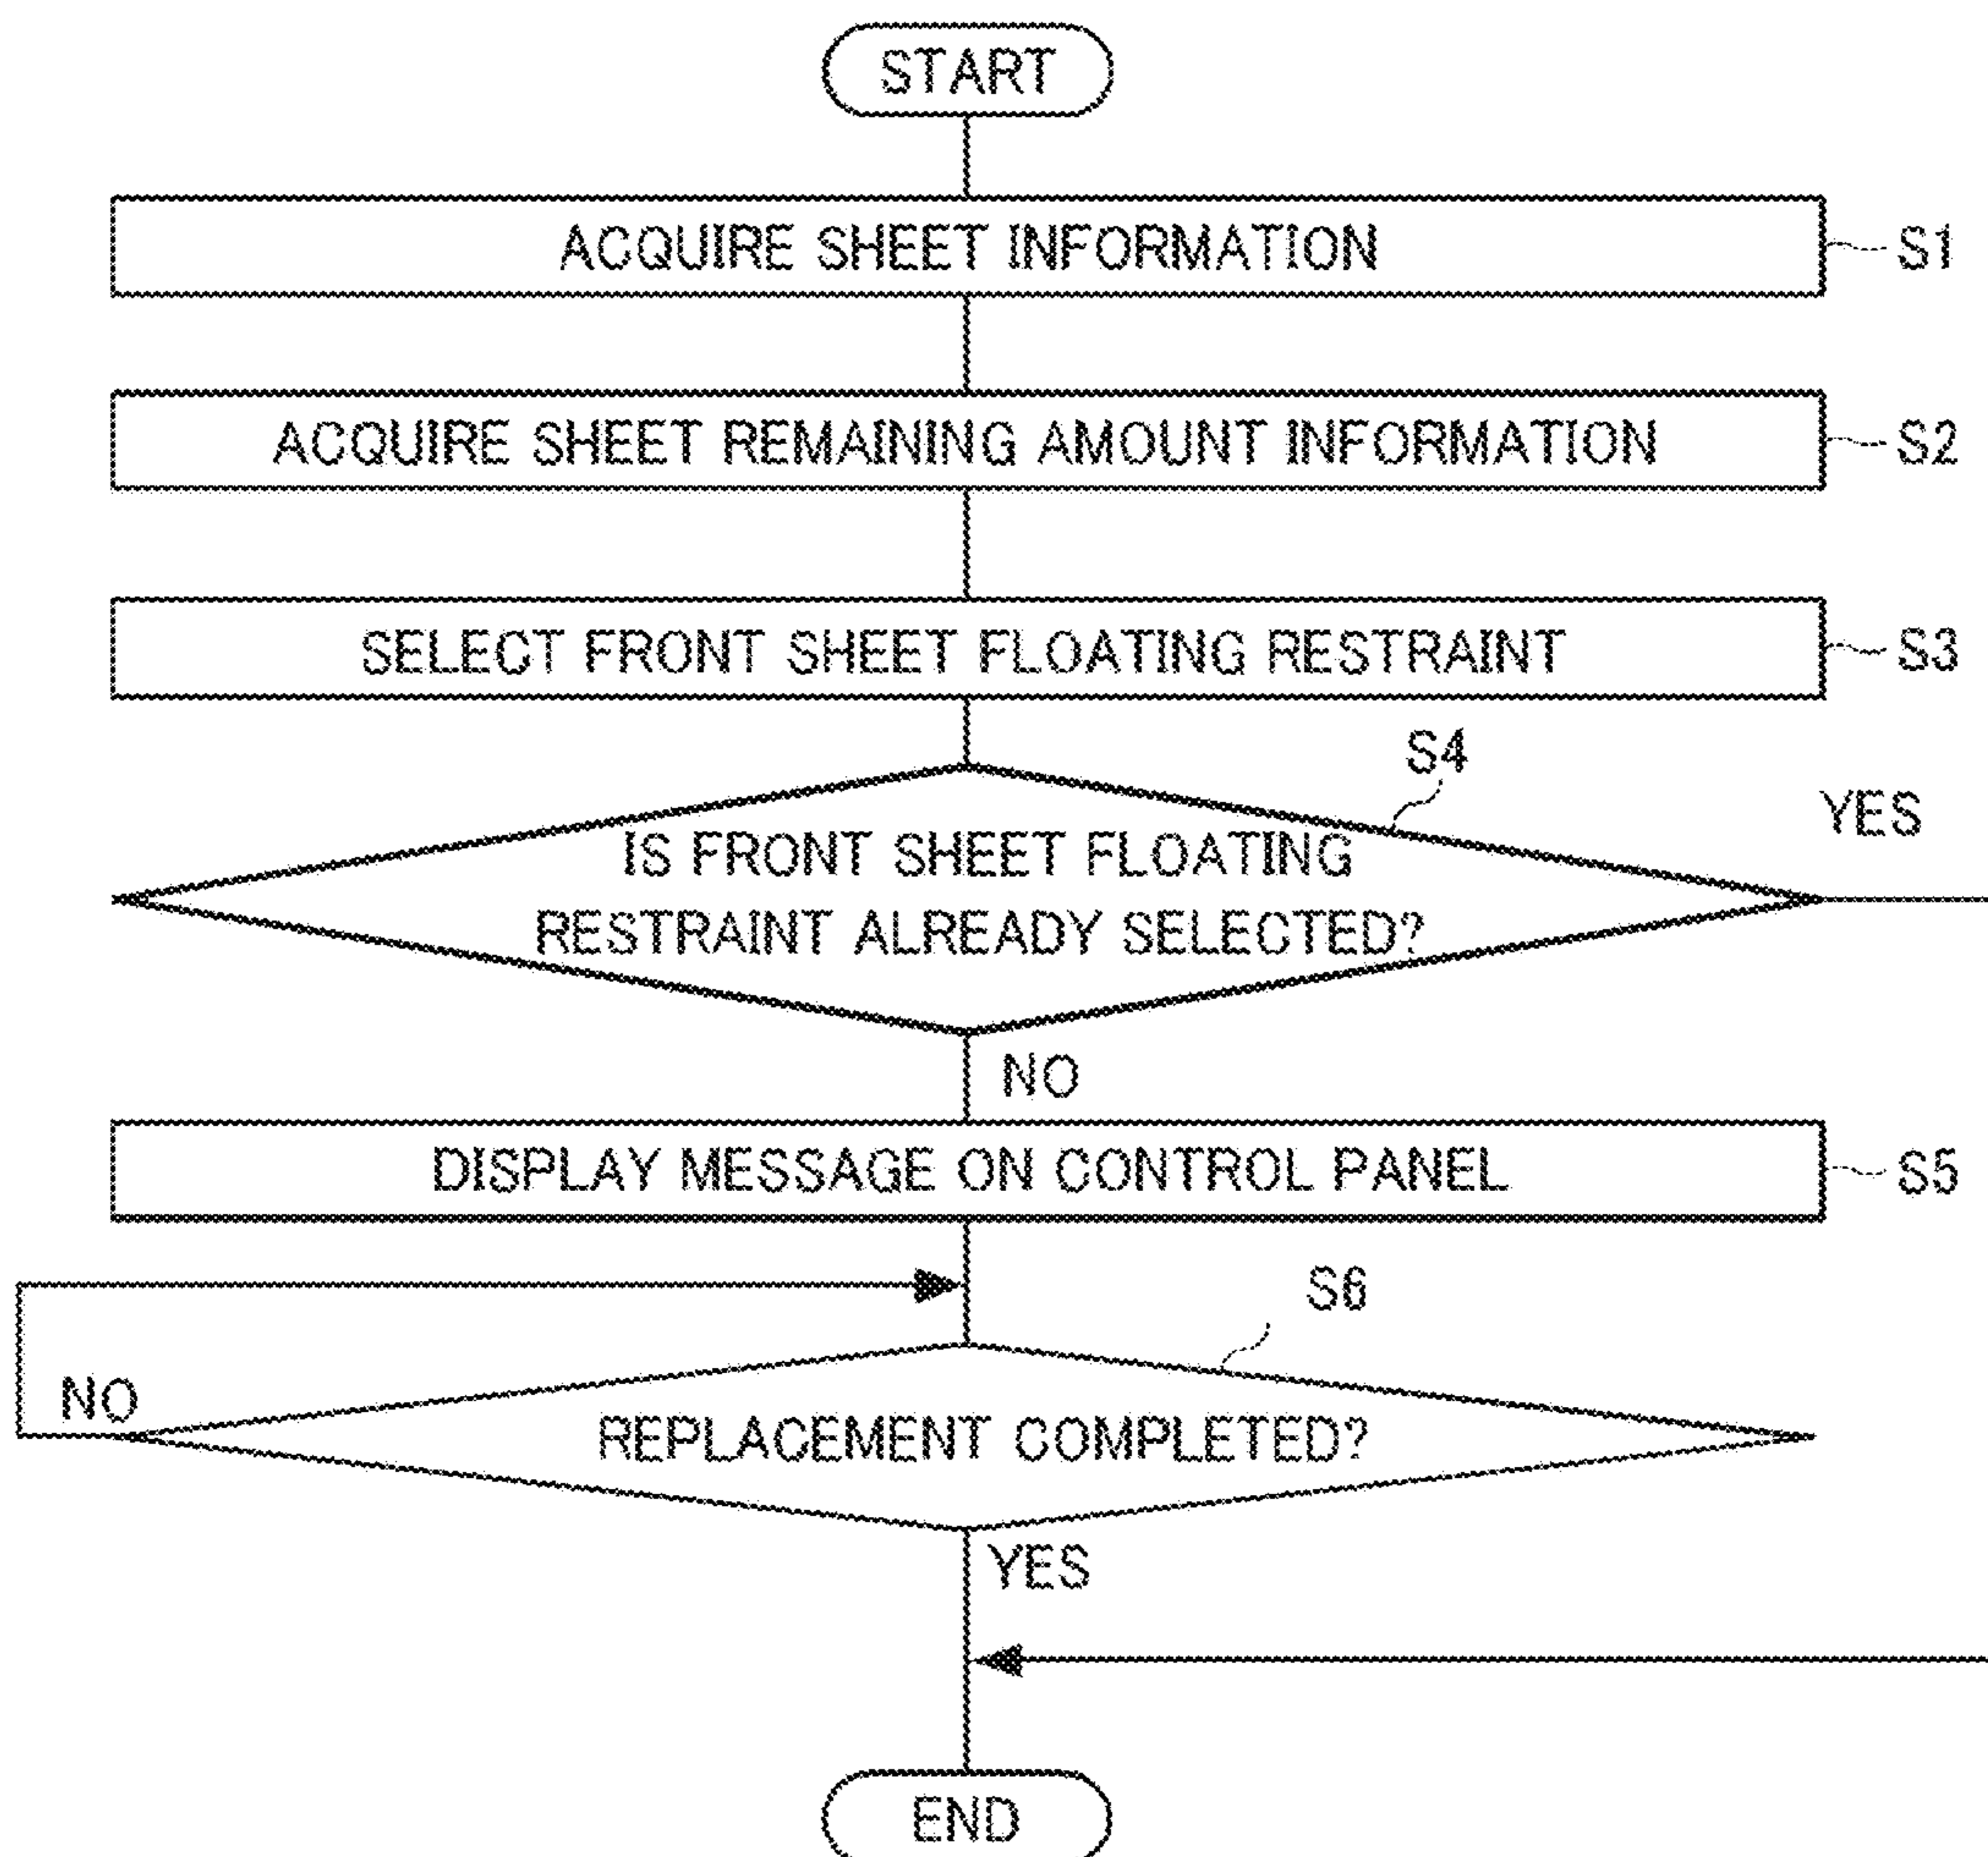 START
ACQUIRE SHEET INFORMATION
S1
ACQUIRE SHEET REMAINING AMOUNT INFORMATION
S2
SELECT FRONT SHEET FLOATING RESTRAINT
S3
S4
YES
IS FRONT SHEET FLOATING
RESTRAINT ALREADY SELECTED?
NO
DISPLAY MESSAGE ON CONTROL PANEL
S5
S6
NO
REPLACEMENT COMPLETED?
YES
END